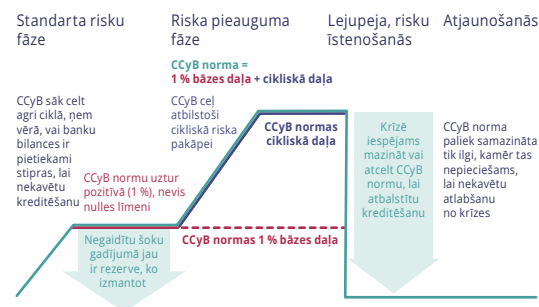 Standarta risku
fāze
Riska pieauguma
fāze
Lejupeja, risku
īstenošanās
Atjaunošanās
CCyB norma =
1 % bāzes daļa + cikliskā daļa
CCyB sāk celt
agri ciklā, ņem
vērā, vai banku
bilances ir
pietiekami
stipras, lai
nekavētu
kreditēšanu
CCyB ceļ
atbilstoši
cikliskā riska
pakāpei
CCyB normu uztur
pozitīvā (1 %), nevis
nulles līmenī
CCyB normas
cikliskā daļa
Krīzē
iespējams
mazināt vai
atcelt CCyB
normu, lai
atbalstītu
kreditēšanu
CCyB norma
paliek samazināta
tik ilgi, kamēr tas
nepieciešams,
lai nekavētu
atlabšanu
no krīzes
Negaidītu šoku
gadījumā jau
ir rezerve, ko
izmantot
CCyB normas 1 % bāzes daļa